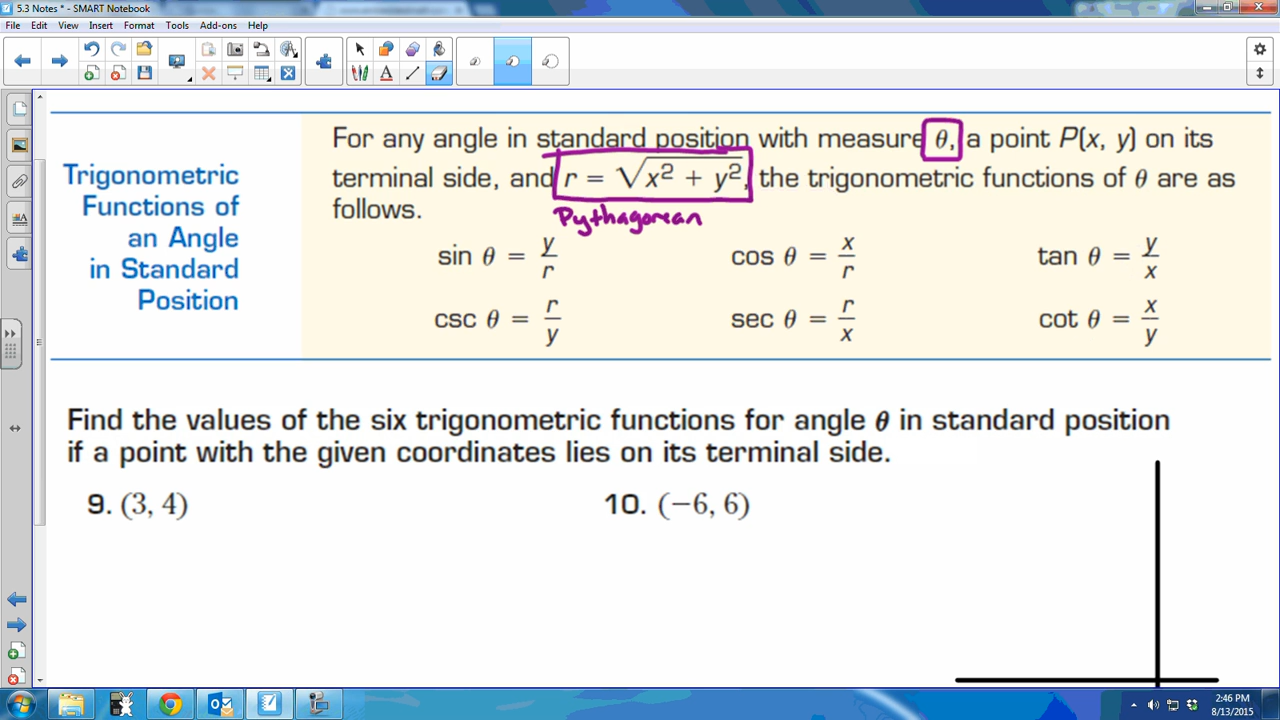 5.3 Notes * - SMART Notebook
File Edit View Insert Format Tools Add-ons Help
For any angle in standard position with measure θ, a point P(x, y) on its
terminal side, and r = √x² + y², the trigonometric functions of θ are as
follows.
Pythagorean
Trigonometric
Functions of
an Angle
in Standard
Position
sin θ = y/r cos θ = x/r tan θ = y/x
csc θ = r/y sec θ = r/x cot θ = x/y
Find the values of the six trigonometric functions for angle θ in standard position
if a point with the given coordinates lies on its terminal side.
9. (3, 4) 10. (−6, 6)
2:46 PM
8/13/2015